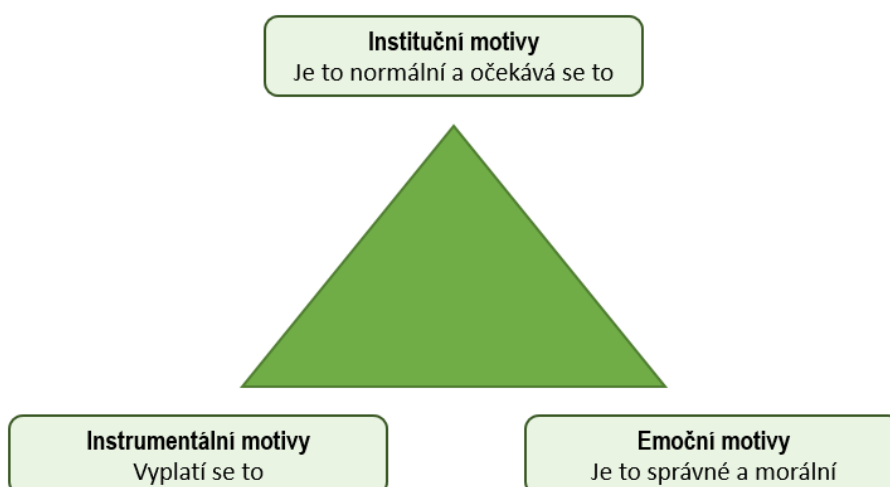 Instituční motivy
Je to normální a očekává se to
Instrumentální motivy
Vyplatí se to
Emoční motivy
Je to správné a morální